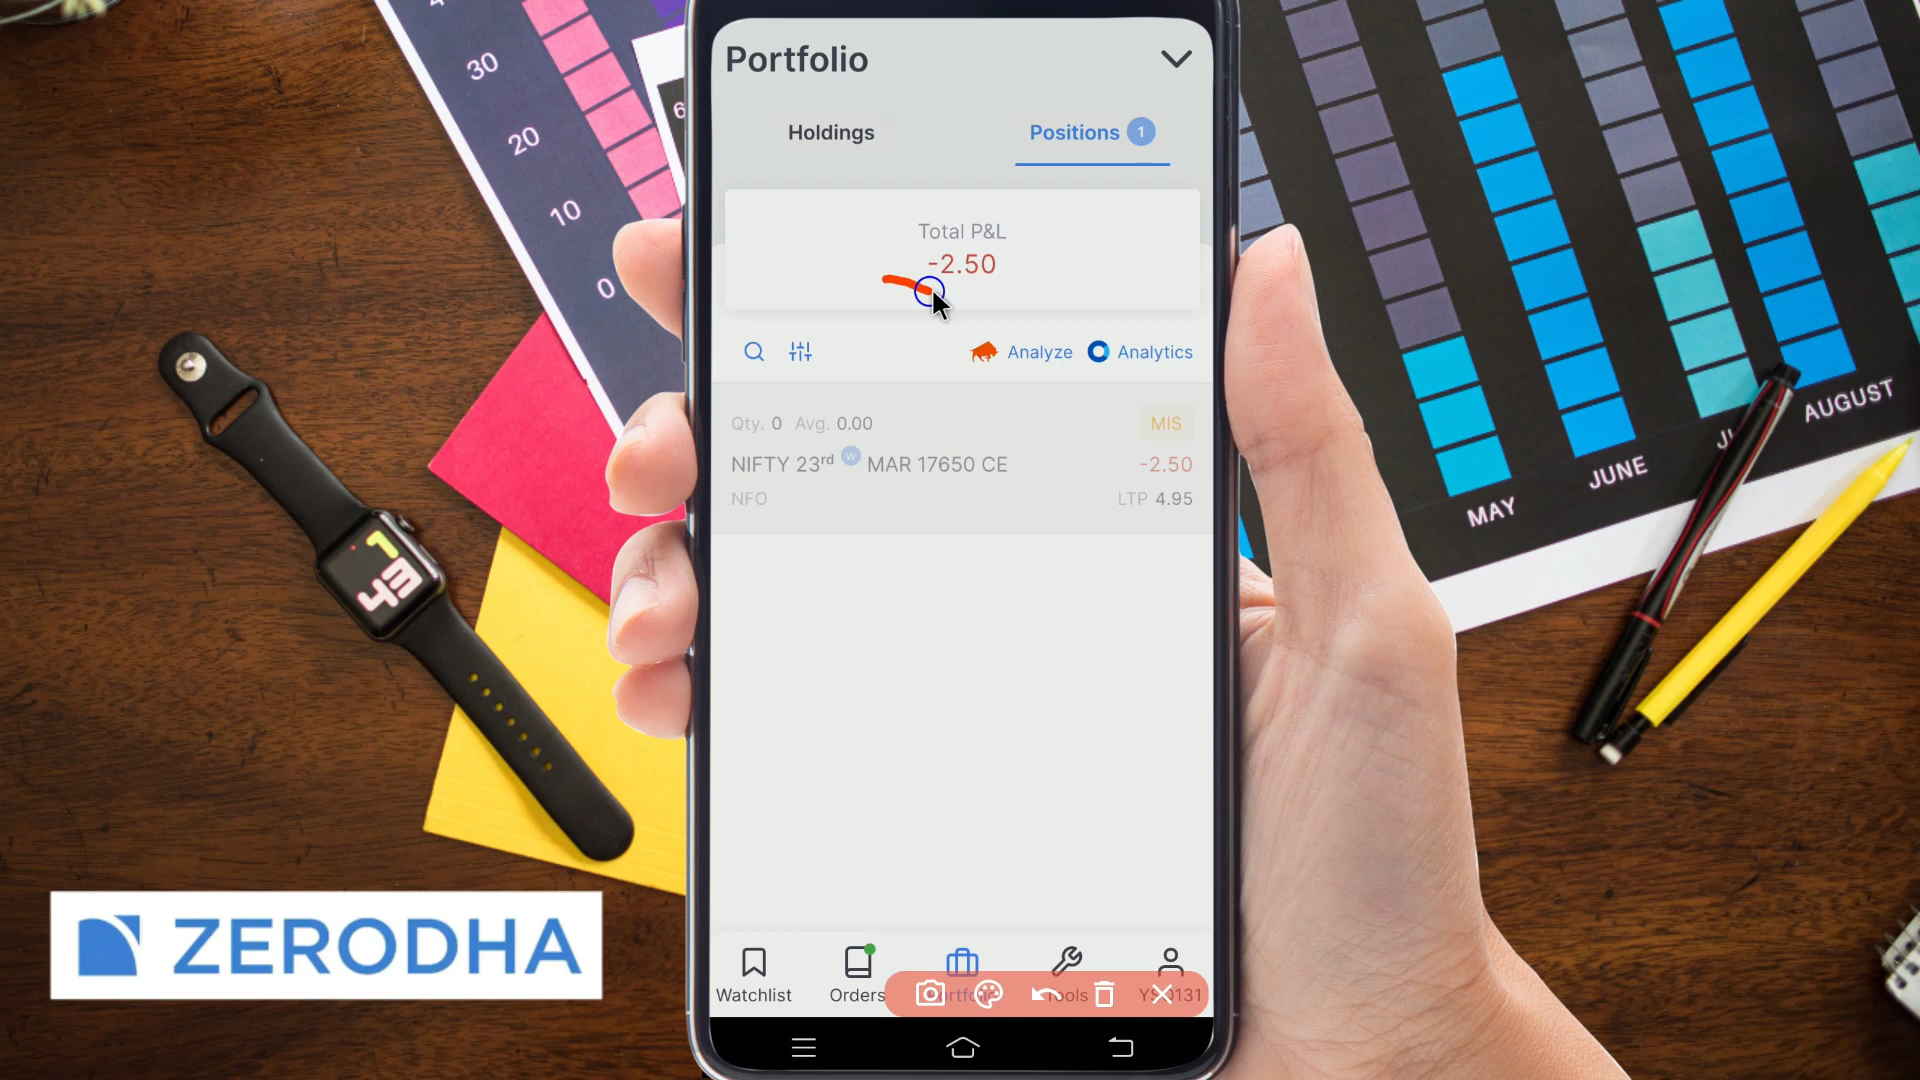 Portfolio
Holdings
Positions 1
Total P&L
-2.50
Analyze
Analytics
Qty. 0 Avg. 0.00
MIS
NIFTY 23rd W MAR 17650 CE
-2.50
NFO
LTP 4.95
Watchlist
Orders
30
20
10
0
MAY
JUNE
AUGUST
ZERODHA